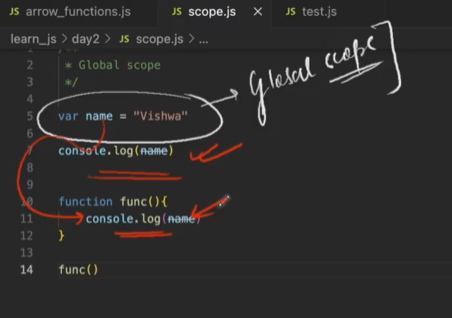 JS arrow_functions.js JS scope.js × JS test.js
learn_js > day2 > JS scope.js > ...
2 * Global scope
3 */
4
5 var name = "Vishwa"
Global scope
6
7 console.log(name)
8
9
10 function func(){
11 console.log(name)
12 }
13
14 func()